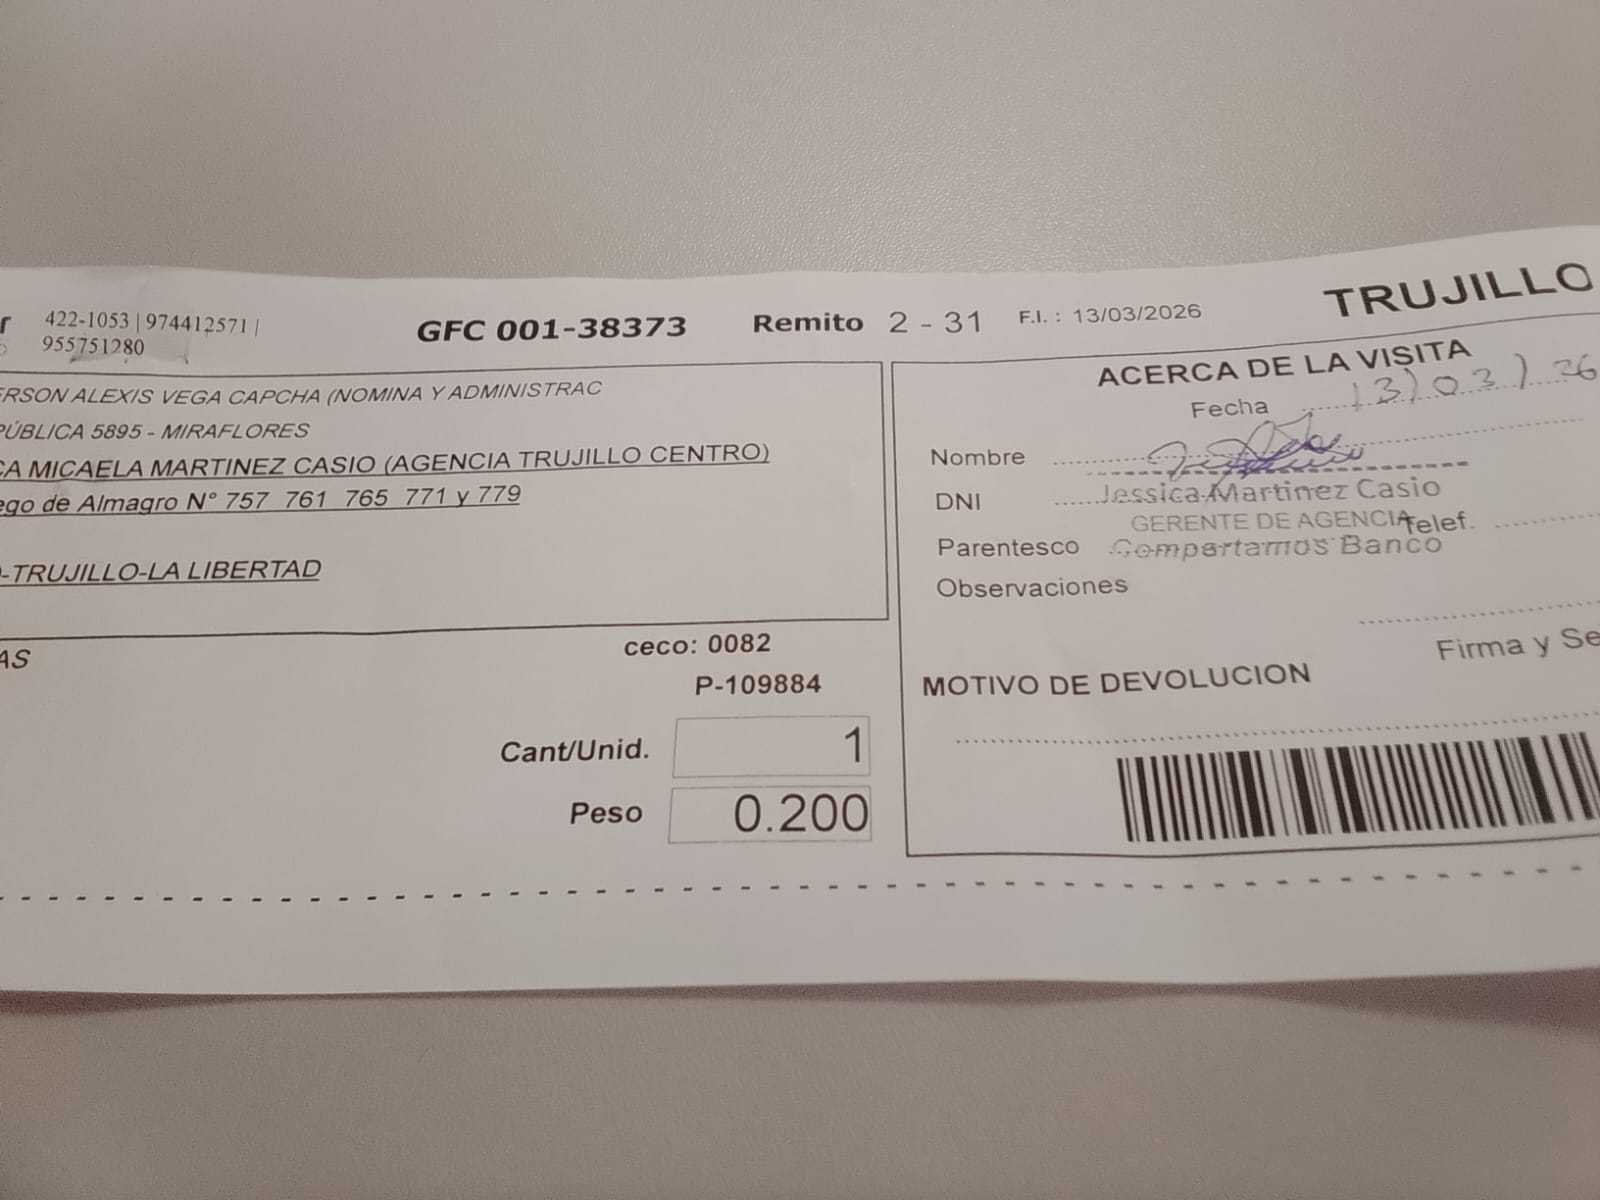 422-1053 | 974412571 |
955751280
GFC 001-38373
Remito 2 - 31
F.I. : 13/03/2026
TRUJILLO
ERSON ALEXIS VEGA CAPCHA (NOMINA Y ADMINISTRAC
PÚBLICA 5895 - MIRAFLORES
CA MICAELA MARTINEZ CASIO (AGENCIA TRUJILLO CENTRO)
ego de Almagro N° 757 761 765 771 y 779
O-TRUJILLO-LA LIBERTAD
AS
ceco: 0082
P-109884
Cant/Unid. 1
Peso 0.200
ACERCA DE LA VISITA
Fecha 13/03/26
Nombre
DNI
Jessica Martinez Casio
GERENTE DE AGENCIA
Telef.
Parentesco
Compartamos Banco
Observaciones
Firma y Se
MOTIVO DE DEVOLUCION